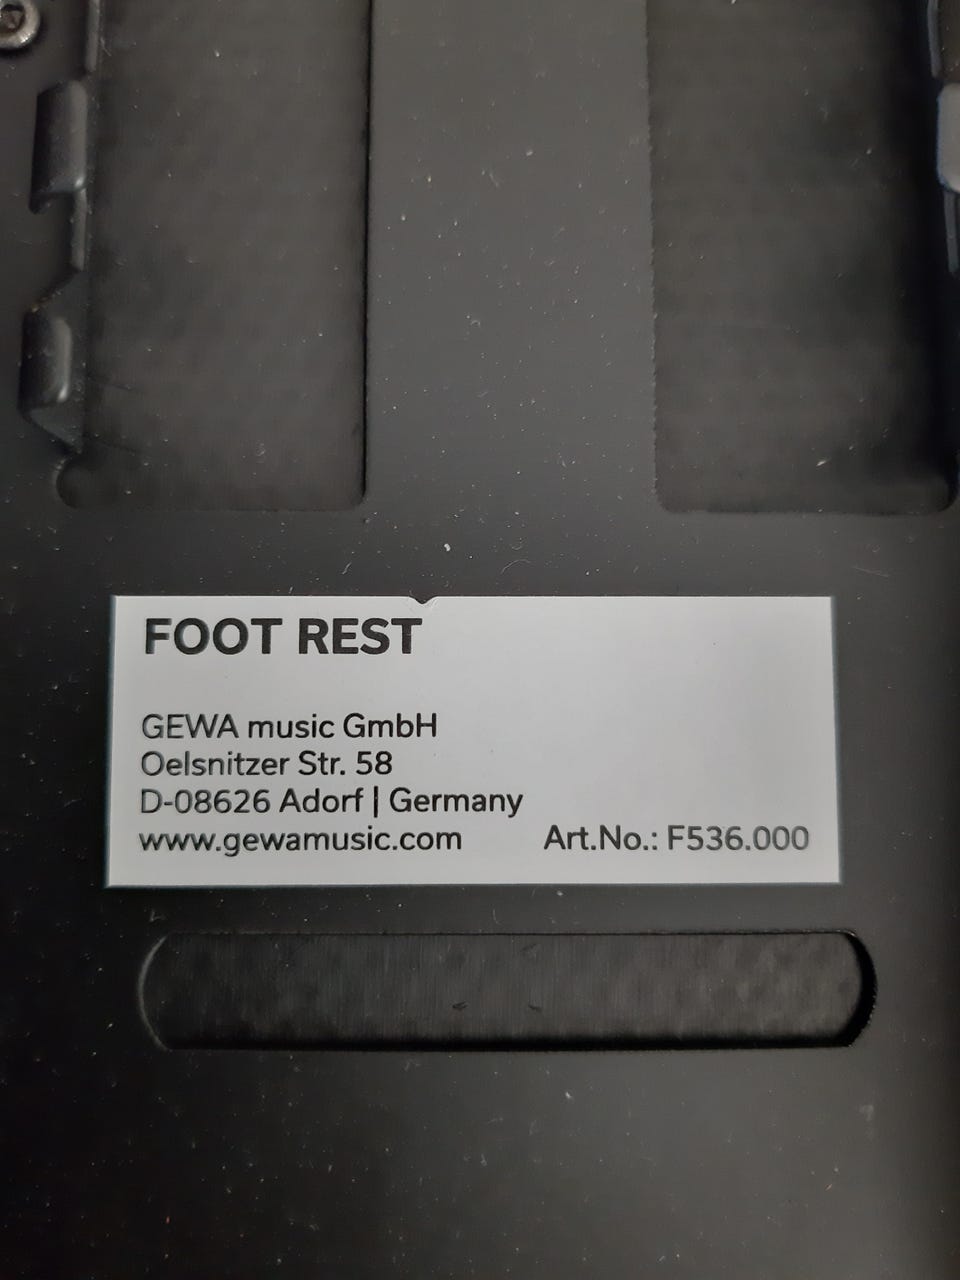 FOOT REST
GEWA music GmbH
Oelsnitzer Str. 58
D-08626 Adorf | Germany
www.gewamusic.com Art.No.: F536.000